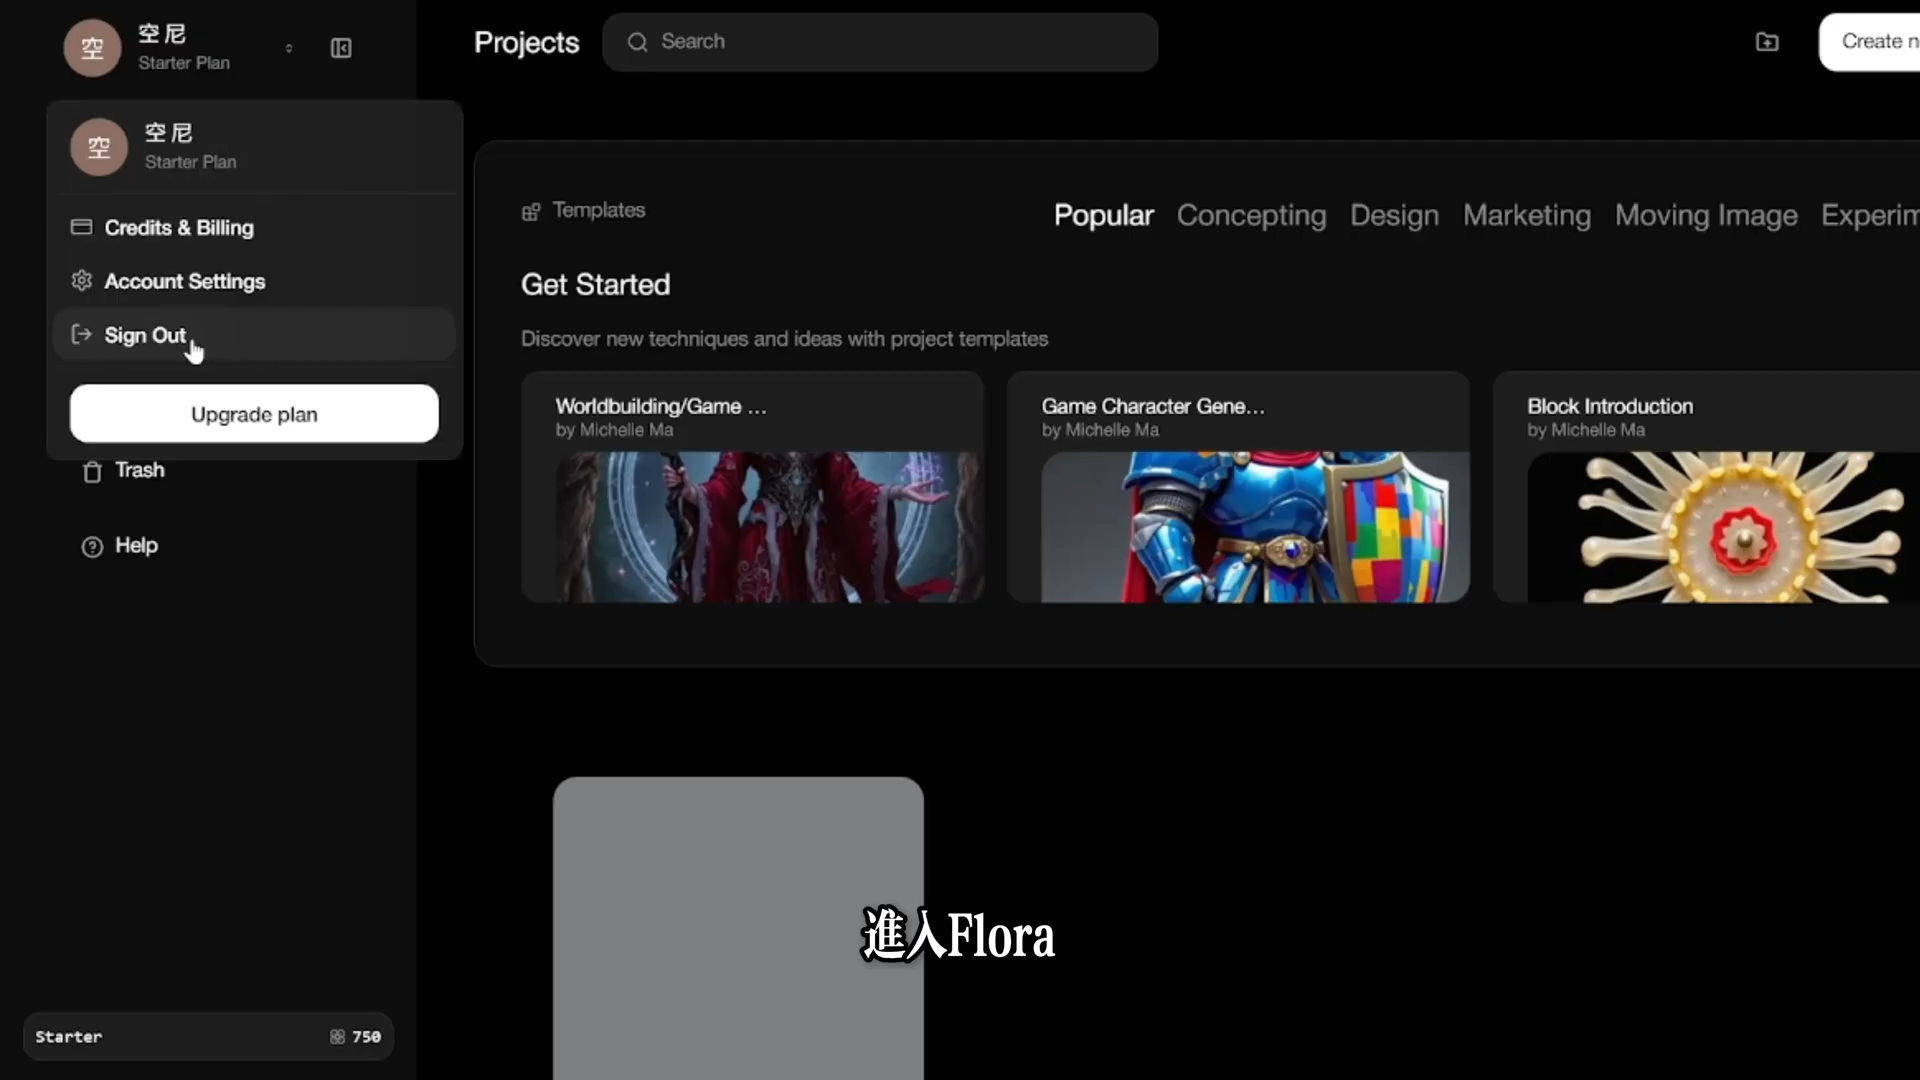 空
空 尼
Starter Plan
Projects
Search
Create n
空
空 尼
Starter Plan
Credits & Billing
Account Settings
Sign Out
Upgrade plan
Trash
Help
Templates
Popular
Concepting
Design
Marketing
Moving Image
Experim
Get Started
Discover new techniques and ideas with project templates
Worldbuilding/Game ...
by Michelle Ma
Game Character Gene...
by Michelle Ma
Block Introduction
by Michelle Ma
進入Flora
Starter
750